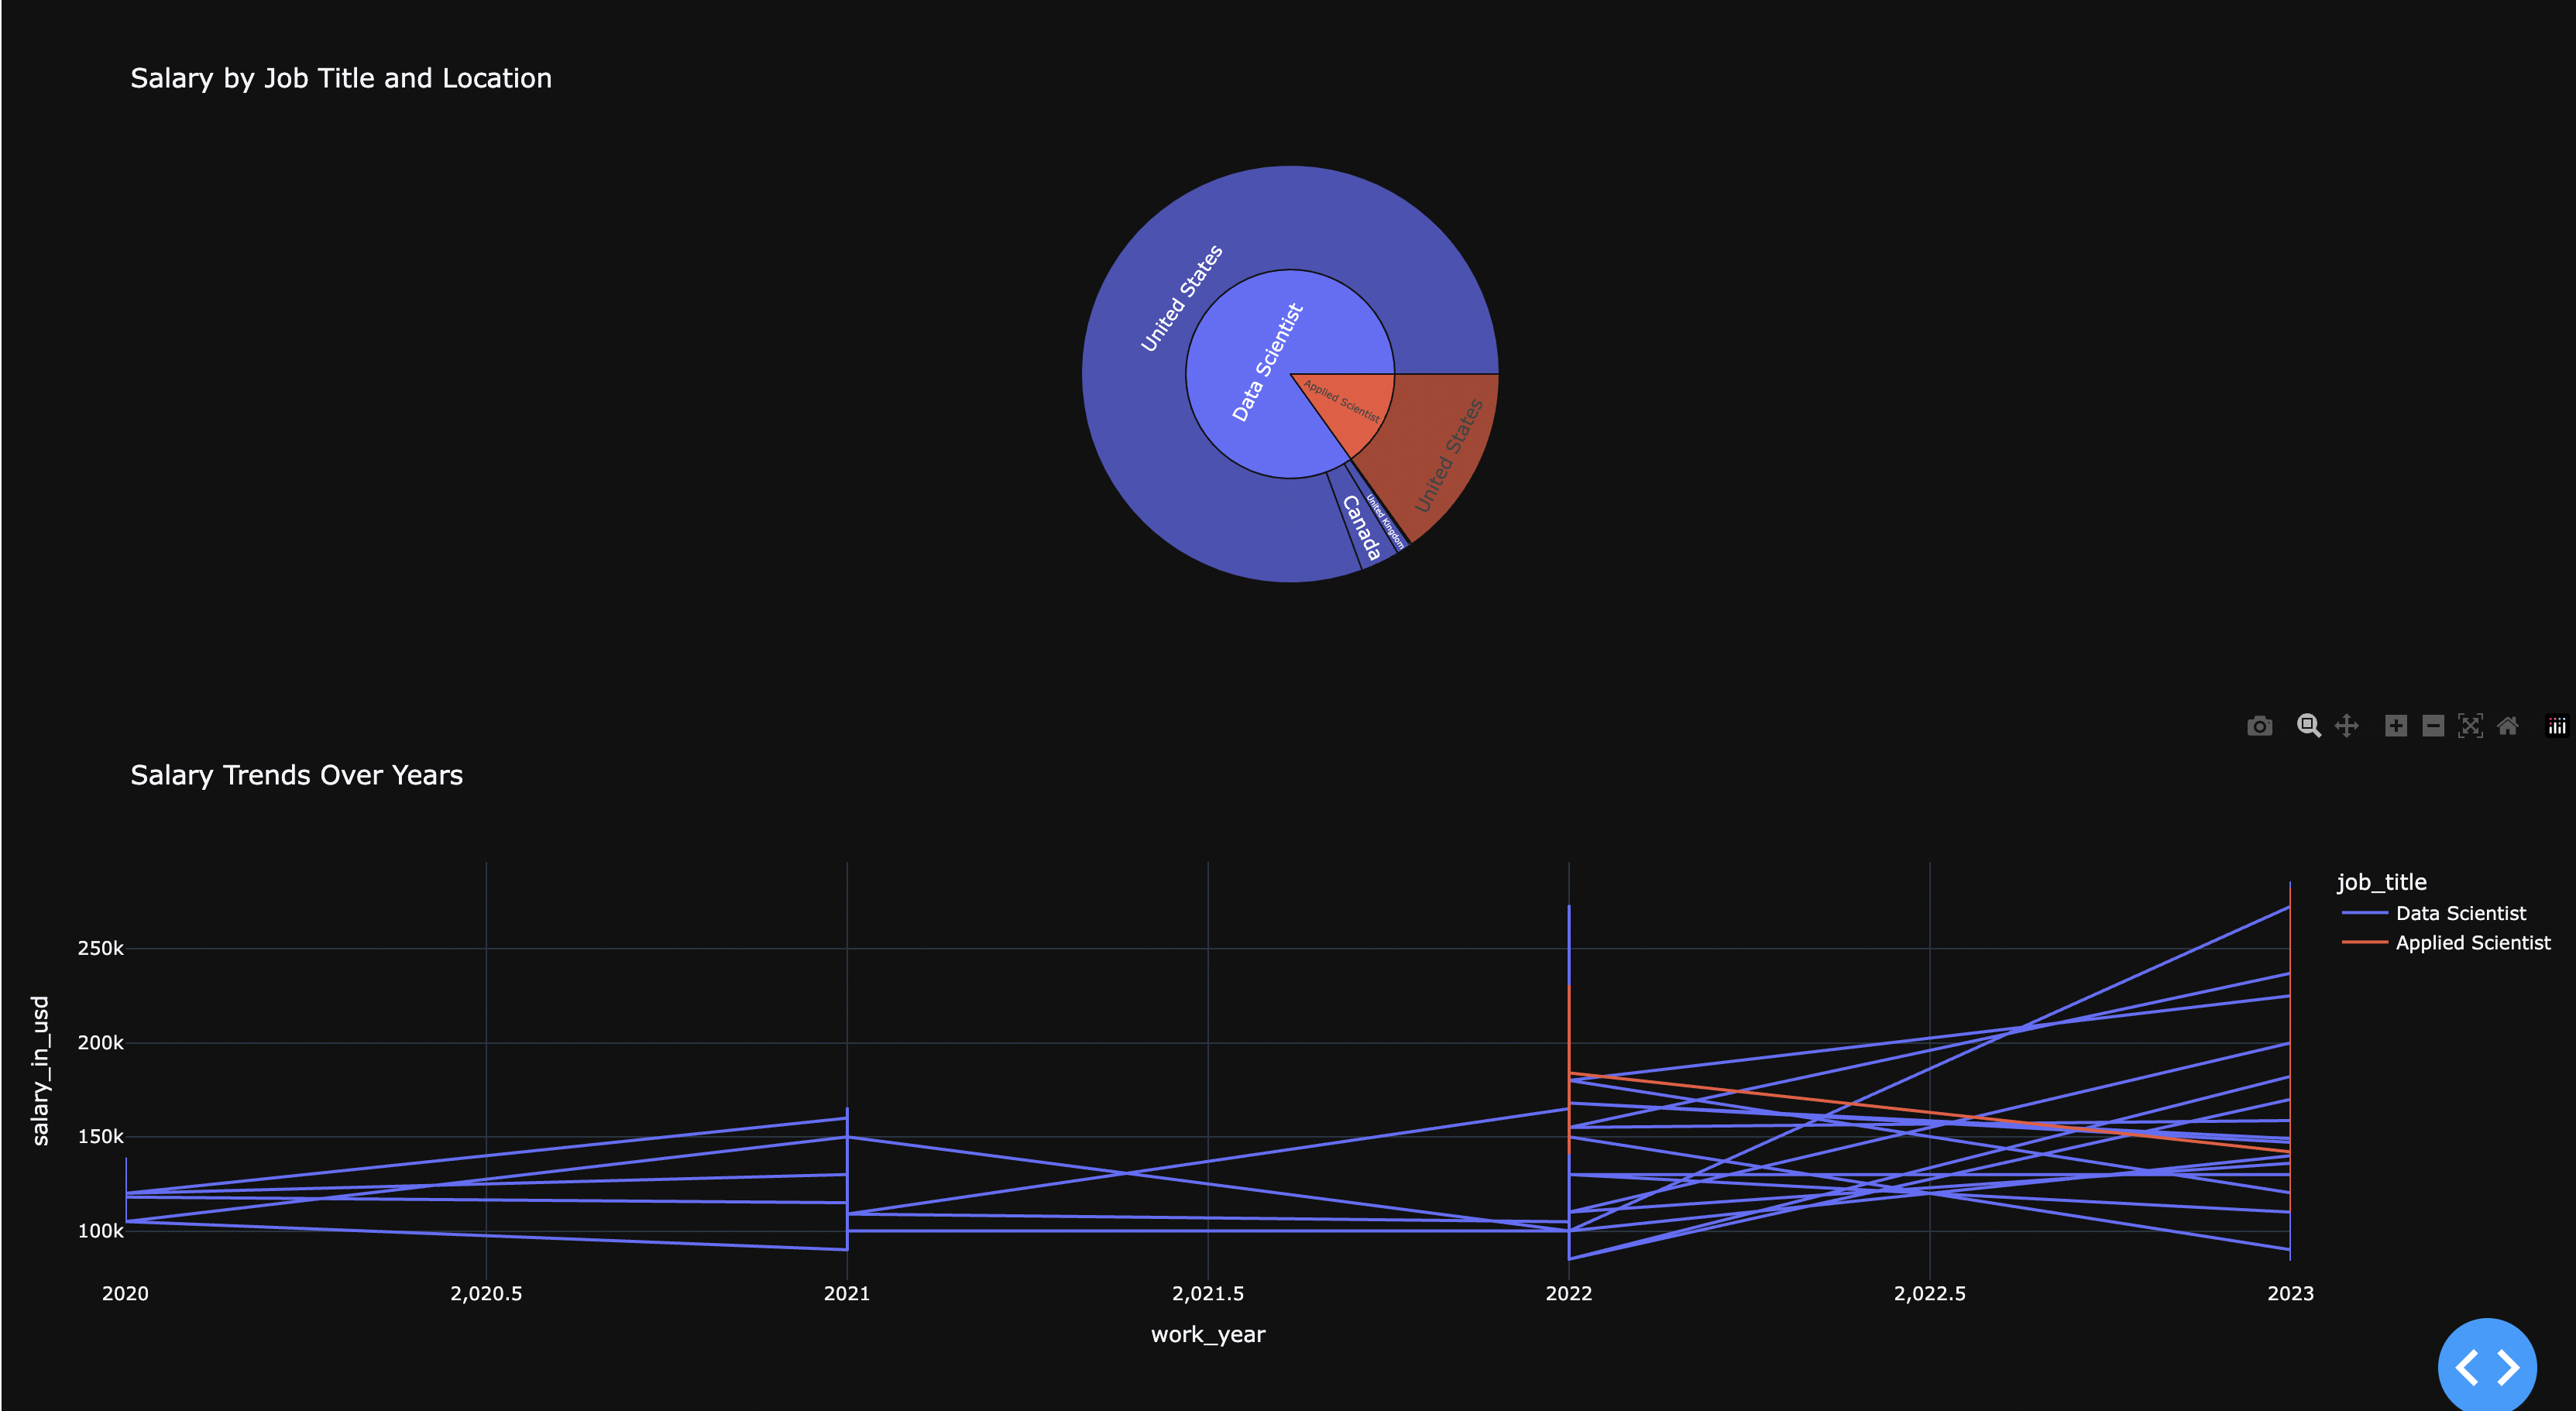 Salary by Job Title and Location
United States
Data Scientist
Applied Scientist
United States
Canada
United Kingdom
Salary Trends Over Years
job_title
Data Scientist
Applied Scientist
salary_in_usd
250k
200k
150k
100k
2020
2,020.5
2021
2,021.5
2022
2,022.5
2023
work_year